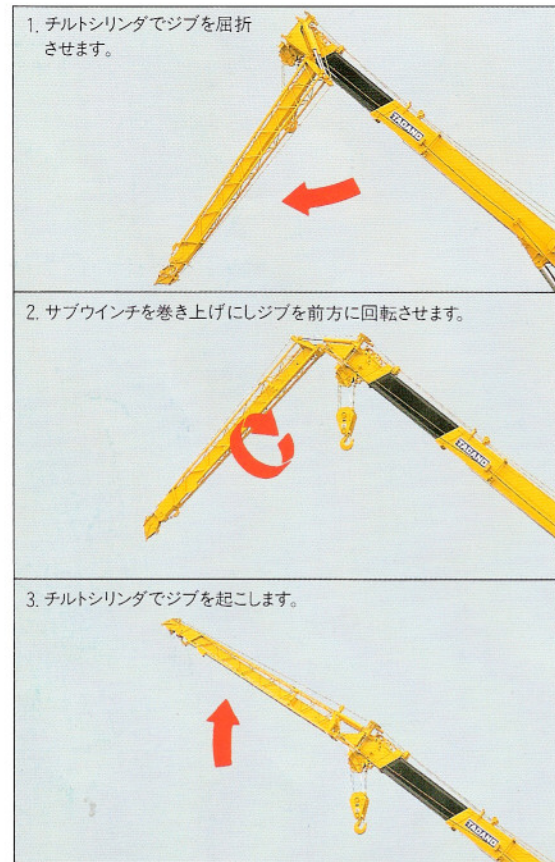 1. チルトシリンダでジブを屈折
させます。
TADANO
2. サブウインチを巻き上げにしジブを前方に回転させます。
TADANO
3. チルトシリンダでジブを起こします。
TADANO